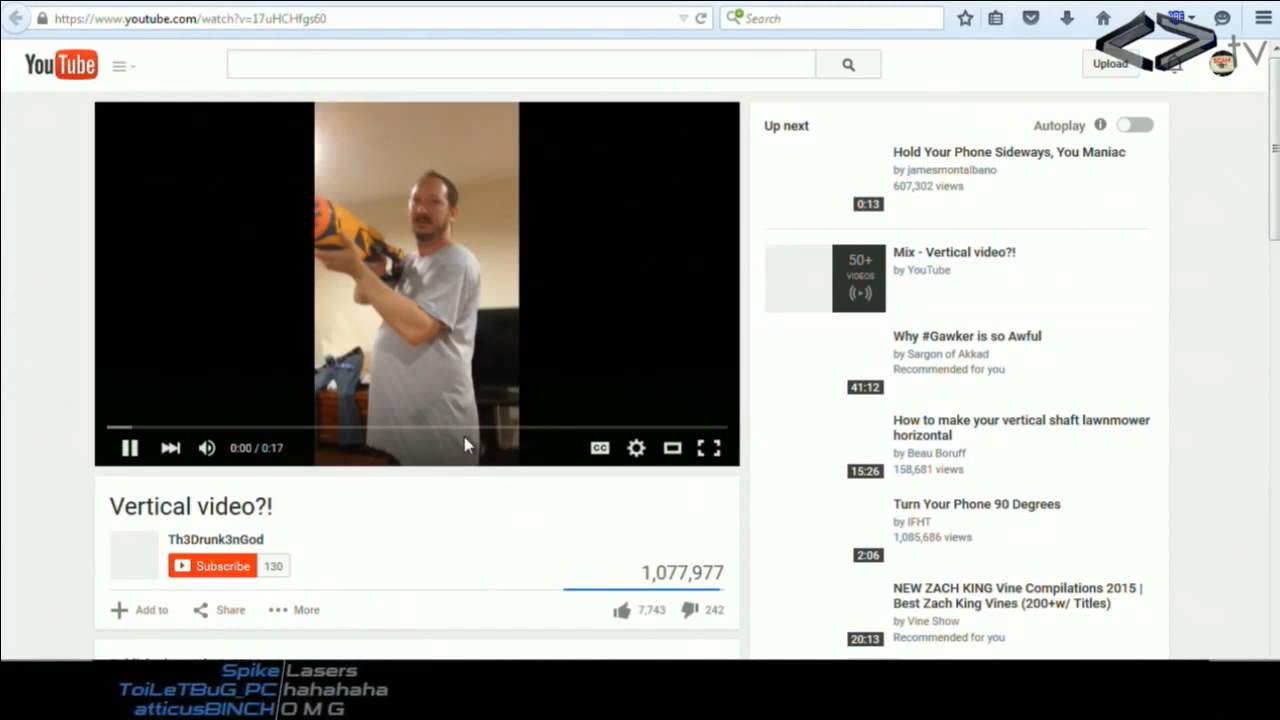 https://www.youtube.com/watch?v=17uHCHfgs60
Search
tv
YouTube
Upload
Up next
Autoplay
Hold Your Phone Sideways, You Maniac
by jamesmontalbano
607,302 views
0:13
50+
VIDEOS
Mix - Vertical video?!
by YouTube
Why #Gawker is so Awful
by Sargon of Akkad
Recommended for you
41:12
How to make your vertical shaft lawnmower
horizontal
by Beau Boruff
158,681 views
15:26
Turn Your Phone 90 Degrees
by IFHT
1,085,686 views
2:06
NEW ZACH KING Vine Compilations 2015 |
Best Zach King Vines (200+w/ Titles)
by Vine Show
Recommended for you
20:13
0:00 / 0:17
CC
Vertical video?!
Th3Drunk3nGod
Subscribe 130
1,077,977
Add to Share More
7,743 242
Spike Lasers
ToiLeTBuG_PC hahahaha
atticusBINCH O M G